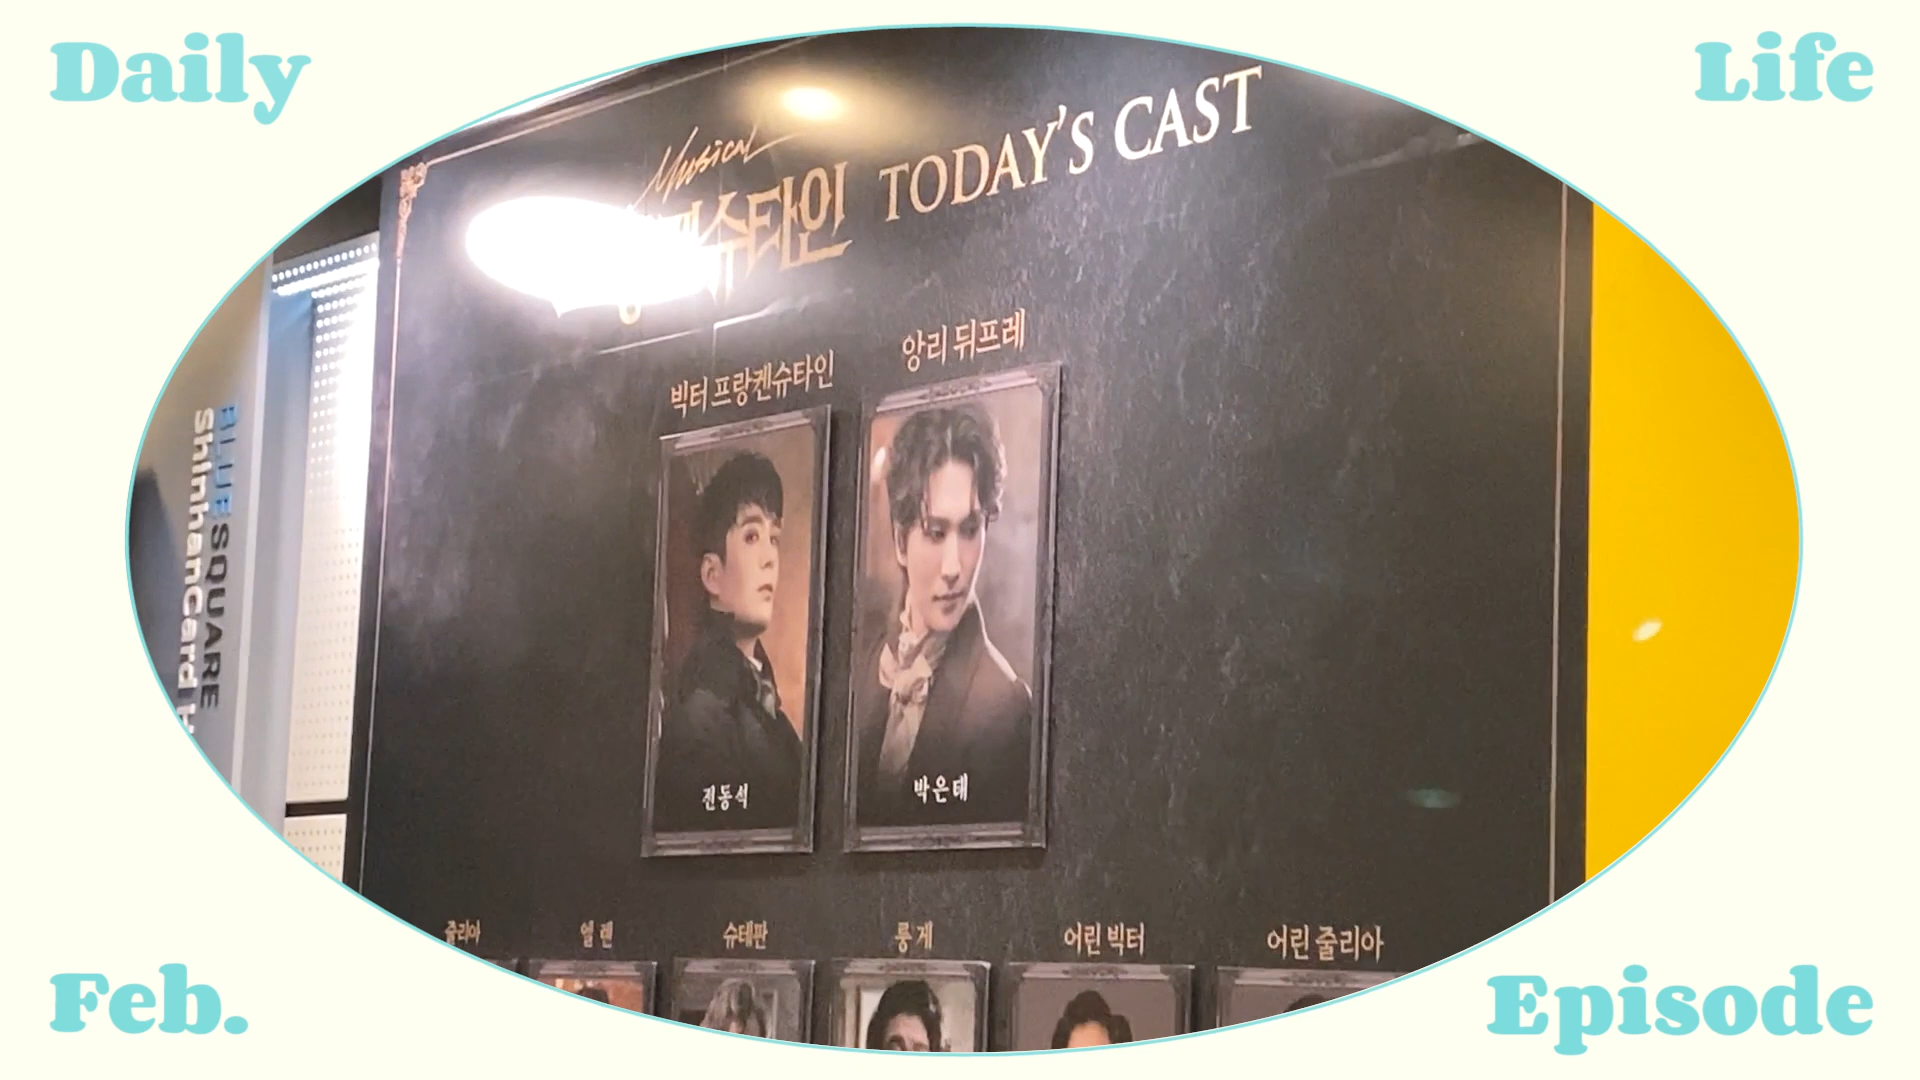 Daily
Life
Musical
TODAY'S CAST
슈타인
빅터 프랑켄슈타인
앙리 뒤프레
전동석
박은태
BLUESQUARE
ShinhanCard
줄리아
엘렌
슈테판
룽게
어린 빅터
어린 줄리아
Feb.
Episode